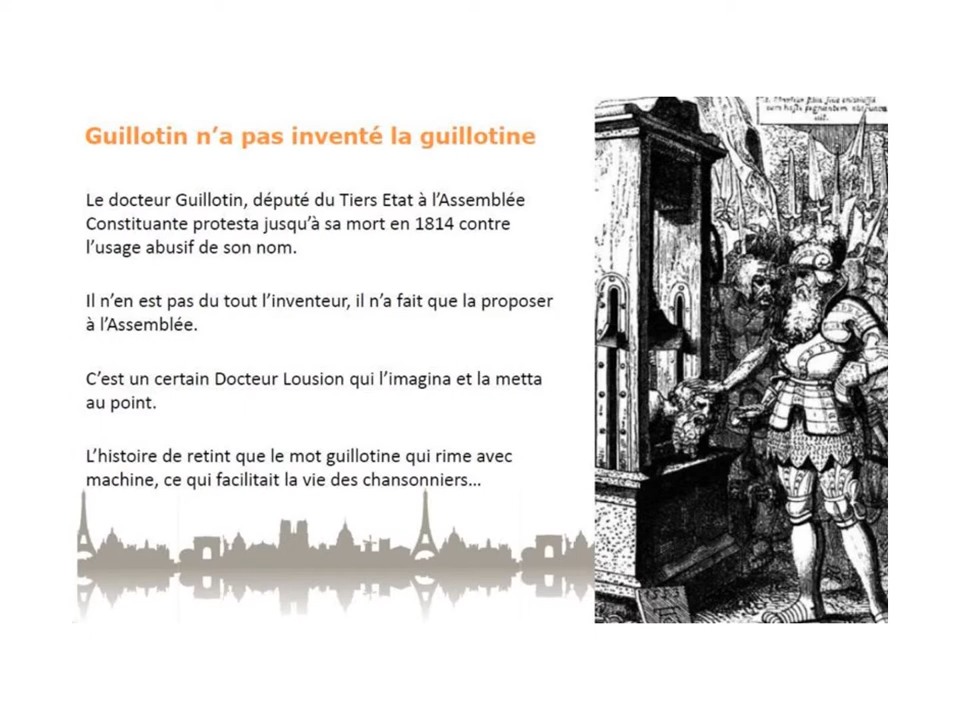 Guillotin n’a pas inventé la guillotine
Le docteur Guillotin, député du Tiers Etat à l’Assemblée
Constituante protesta jusqu’à sa mort en 1814 contre
l’usage abusif de son nom.
Il n’en est pas du tout l’inventeur, il n’a fait que la proposer
à l’Assemblée.
C’est un certain Docteur Lousion qui l’imagina et la metta
au point.
L’histoire de retint que le mot guillotine qui rime avec
machine, ce qui facilitait la vie des chansonniers…